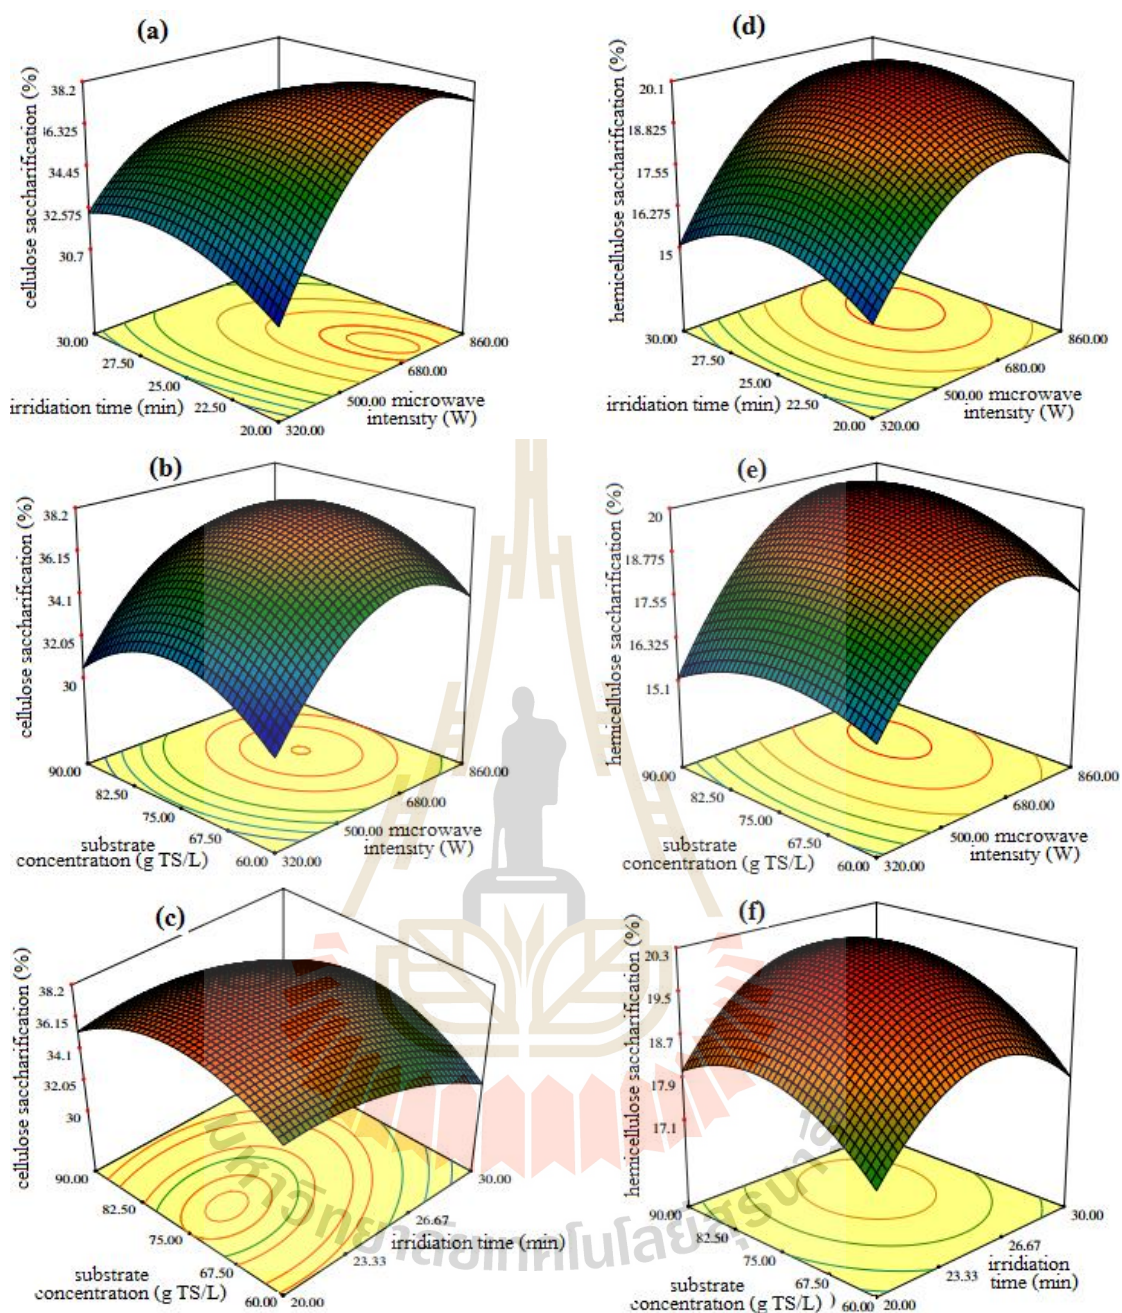 (a)
cellulose saccharification (%)
38.2
36.325
34.45
32.575
30.7
30.00
27.50
25.00
22.50
20.00
irridiation time (min)
320.00
500.00
680.00
860.00
microwave
intensity (W)
(d)
hemicellulose saccharification (%)
20.1
18.825
17.55
16.275
15
30.00
27.50
25.00
22.50
20.00
irridiation time (min)
320.00
500.00
680.00
860.00
microwave
intensity (W)
(b)
cellulose saccharification (%)
38.2
36.15
34.1
32.05
30
90.00
82.50
75.00
67.50
60.00
substrate
concentration (g TS/L)
320.00
500.00
680.00
860.00
microwave
intensity (W)
(e)
hemicellulose saccharification (%)
20
18.775
17.55
16.325
15.1
90.00
82.50
75.00
67.50
60.00
substrate
concentration (g TS/L)
320.00
500.00
680.00
860.00
microwave
intensity (W)
(c)
cellulose saccharification (%)
38.2
36.15
34.1
32.05
30
90.00
82.50
75.00
67.50
60.00
substrate
concentration (g TS/L)
20.00
23.33
26.67
30.00
irridiation time (min)
(f)
hemicellulose saccharification (%)
20.3
19.5
18.7
17.9
17.1
90.00
82.50
75.00
67.50
60.00
substrate
concentration (g TS/L)
20.00
23.33
26.67
30.00
irridiation
time (min)